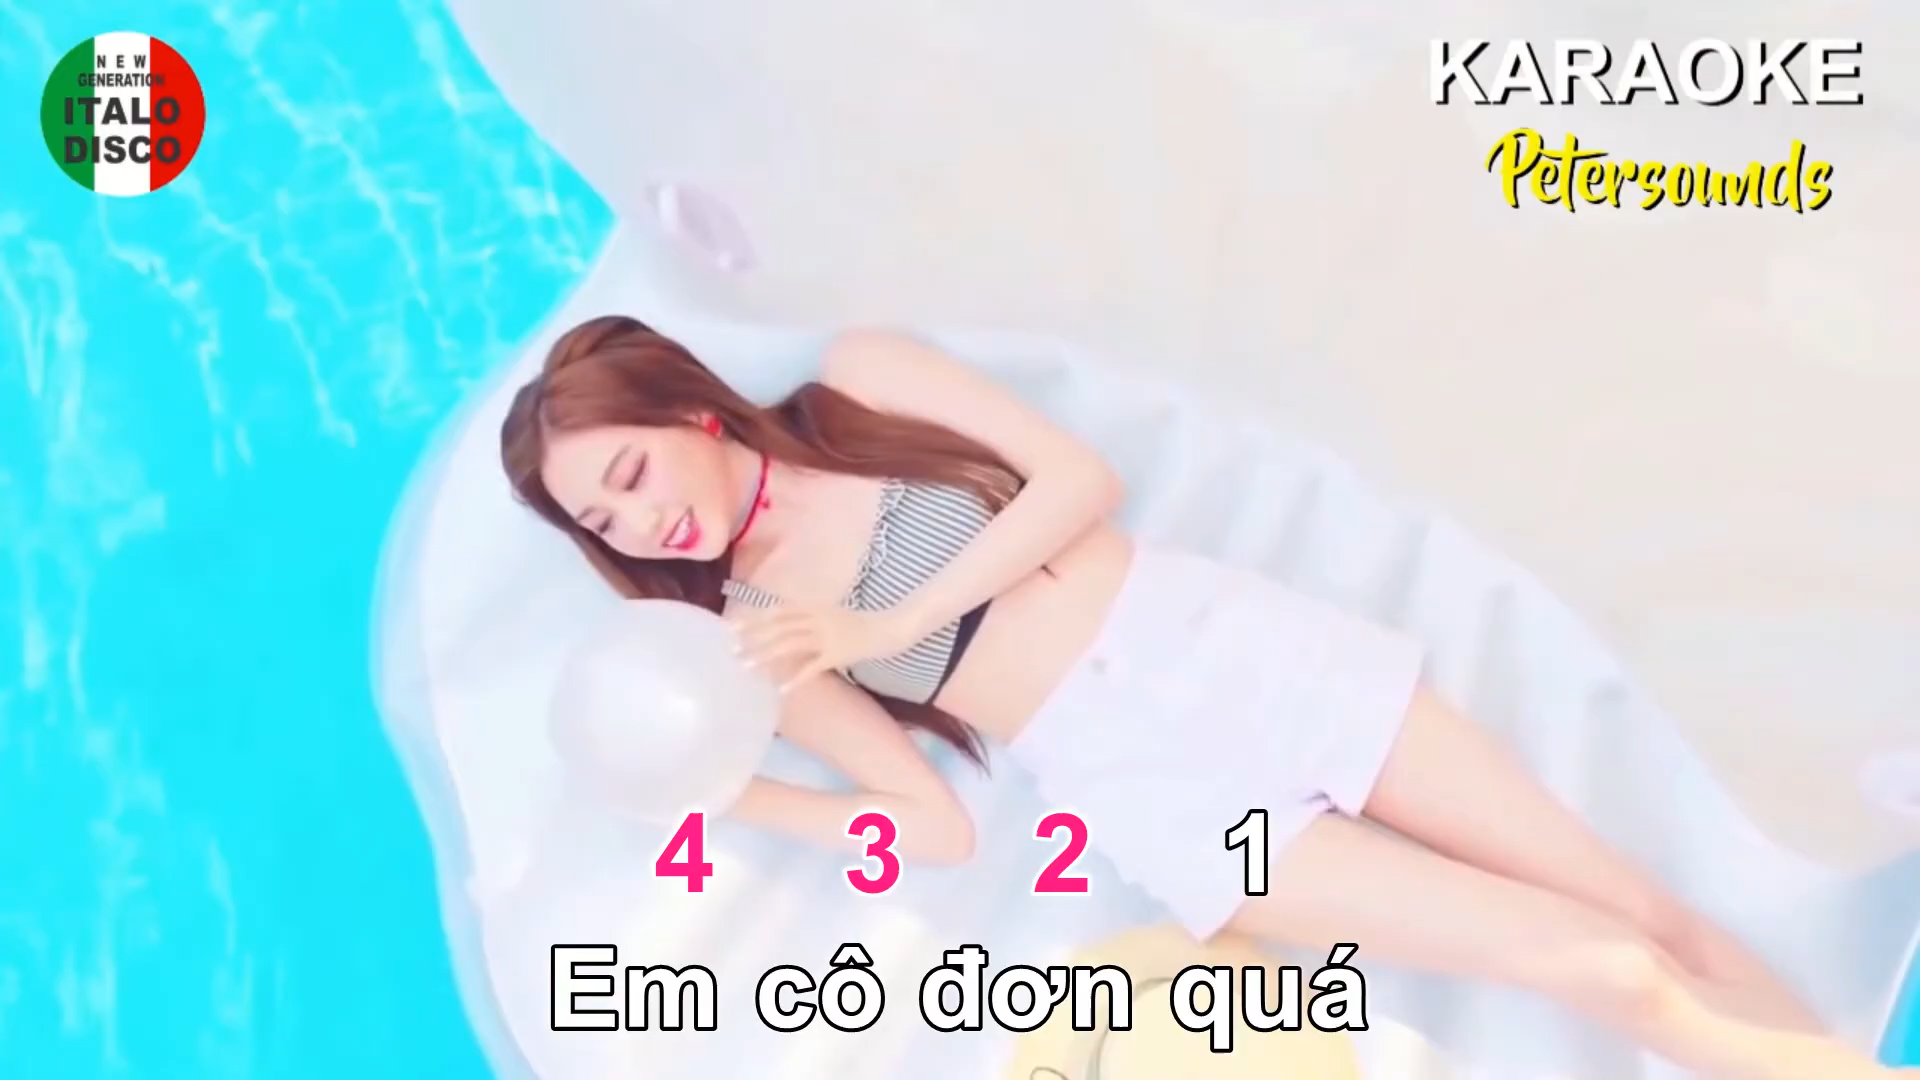 NEW
GENERATION
ITALO
DISCO
KARAOKE
Petersounds
4 3 2 1
Em cô đơn quá